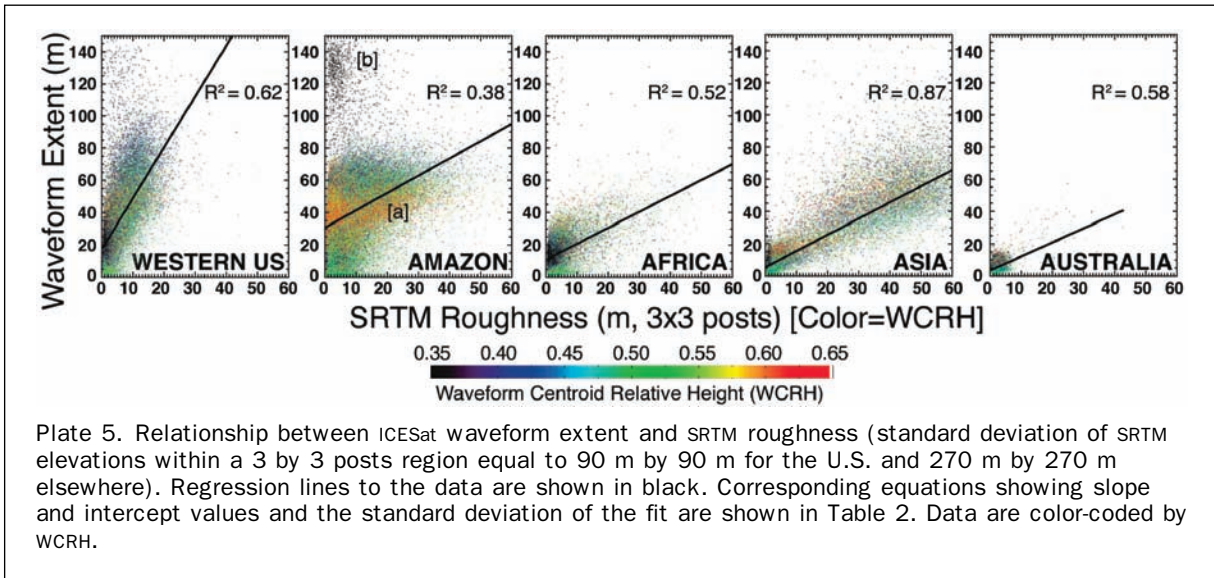 Waveform Extent (m)
140
120
100
80
60
40
20
0
R² = 0.62
WESTERN US
0 10 20 30 40 50 60
140
120
100
80
60
40
20
0
[b]
R² = 0.38
[a]
AMAZON
0 10 20 30 40 50 60
140
120
100
80
60
40
20
0
R² = 0.52
AFRICA
0 10 20 30 40 50 60
140
120
100
80
60
40
20
0
R² = 0.87
ASIA
0 10 20 30 40 50 60
140
120
100
80
60
40
20
0
R² = 0.58
AUSTRALIA
0 10 20 30 40 50 60
SRTM Roughness (m, 3x3 posts) [Color=WCRH]
0.35 0.40 0.45 0.50 0.55 0.60 0.65
Waveform Centroid Relative Height (WCRH)
Plate 5. Relationship between ICESat waveform extent and SRTM roughness (standard deviation of SRTM
elevations within a 3 by 3 posts region equal to 90 m by 90 m for the U.S. and 270 m by 270 m
elsewhere). Regression lines to the data are shown in black. Corresponding equations showing slope
and intercept values and the standard deviation of the fit are shown in Table 2. Data are color-coded by
WCRH.